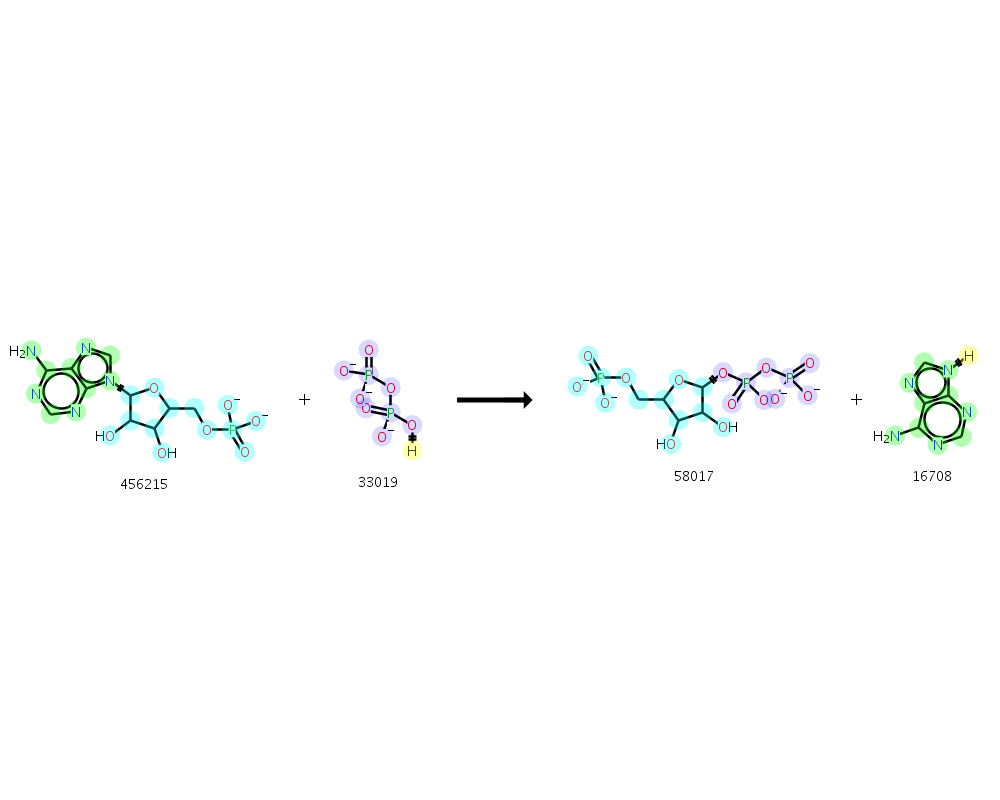 H2N N N N N O HO OH O P O− O− O
456215
+
O O− P O O− O P O O− H
33019
O P O− O− O O HO OH O P O O− O P O O− O−
58017
+
H N N N N H2N
16708